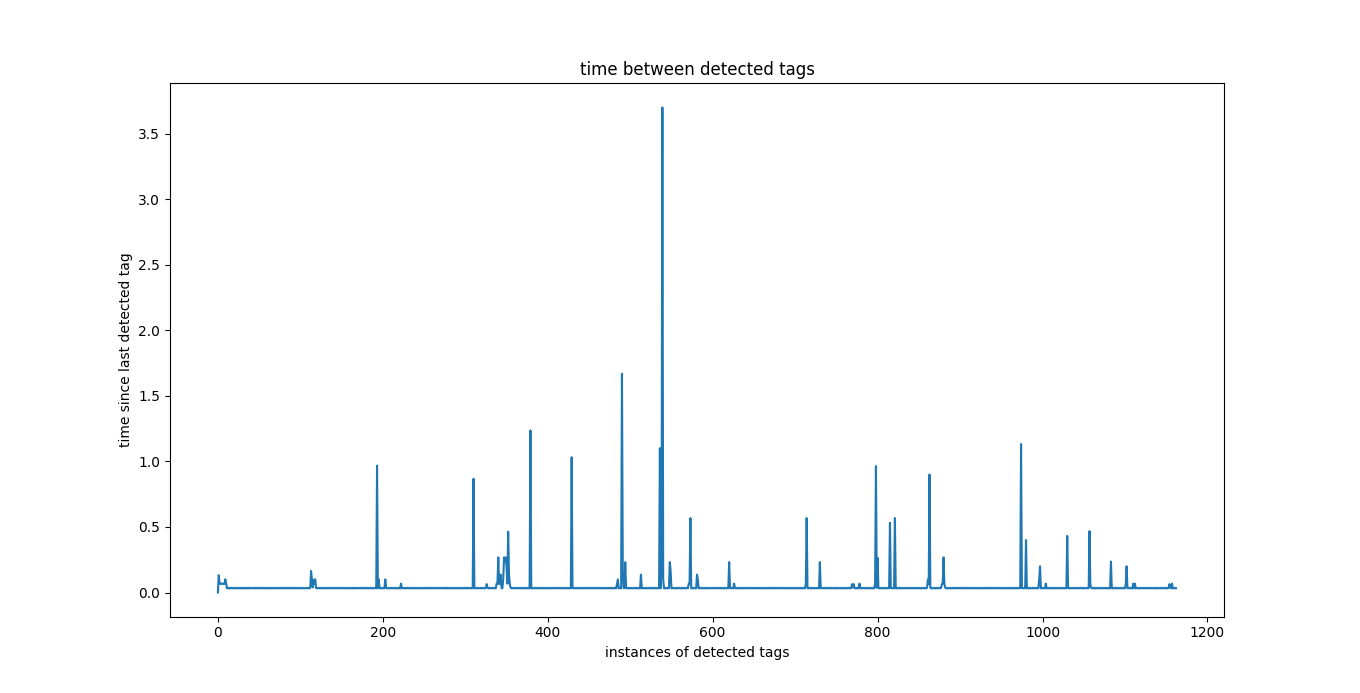 time between detected tags
time since last detected tag
3.5
3.0
2.5
2.0
1.5
1.0
0.5
0.0
0 200 400 600 800 1000 1200
instances of detected tags